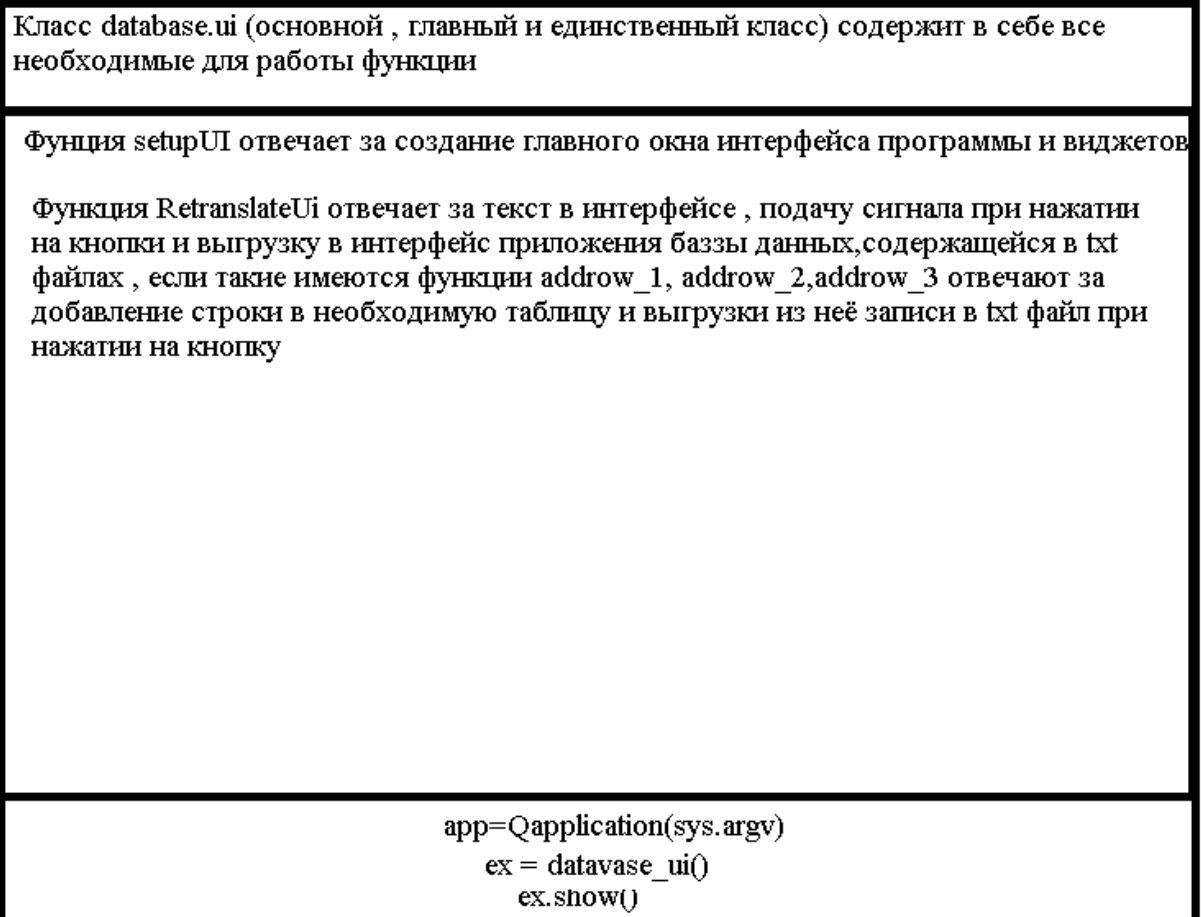 Класс database.ui (основной , главный и единственный класс) содержит в себе все
необходимые для работы функции
Фунция setupUI отвечает за создание главного окна интерфейса программы и виджетов
Функция RetranslateUi отвечает за текст в интерфейсе , подачу сигнала при нажатии
на кнопки и выгрузку в интерфейс приложения баззы данных,содержащейся в txt
файлах , если такие имеются функции addrow_1, addrow_2,addrow_3 отвечают за
добавление строки в необходимую таблицу и выгрузки из неё записи в txt файл при
нажатии на кнопку
app=Qapplication(sys.argv)
ex = datavase_ui()
ex.show()